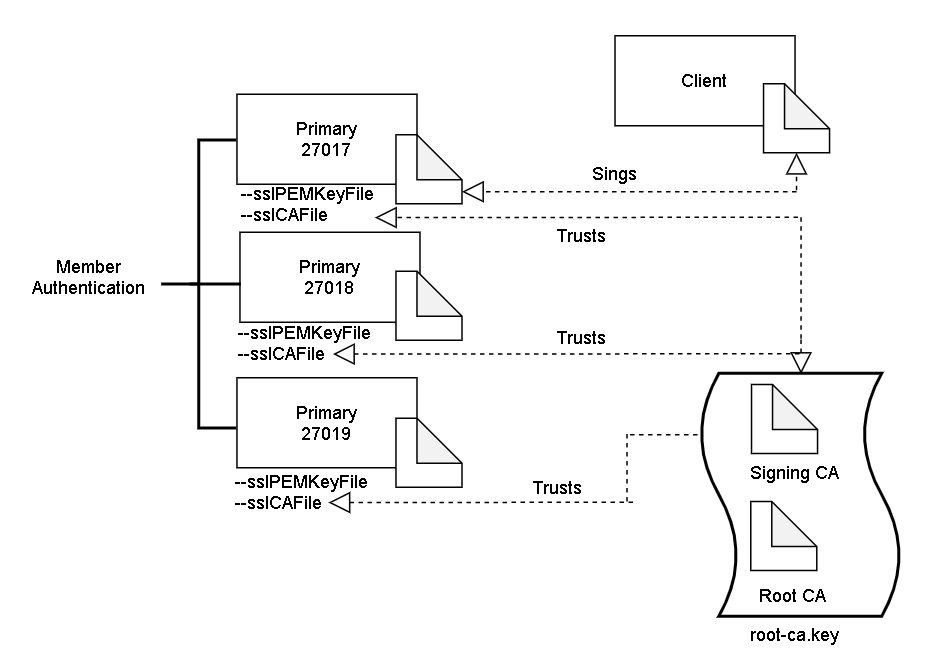 Client
Primary
27017
Sings
--sslPEMKeyFile
--sslCAFile
Trusts
Member
Authentication
Primary
27018
--sslPEMKeyFile
--sslCAFile
Trusts
Primary
27019
--sslPEMKeyFile
--sslCAFile
Trusts
Signing CA
Root CA
root-ca.key